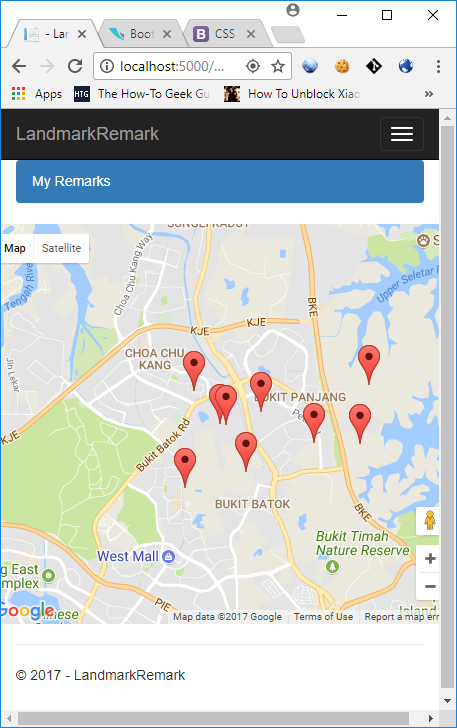 - Lar
Boot
CSS
localhost:5000/...
Apps
The How-To Geek Gu
How To Unblock Xiao
»
LandmarkRemark
My Remarks
SUNGEI KADUT
Map
Satellite
Choa Chu Kang Way
Tengah River
Upper Seletar R
KJE
KJE
BKE
Jln Lekar
CHOA CHU
KANG
BUKIT PANJANG
KJE
Bukit Batok Rd
BKE
BUKIT BATOK
Bukit Timah
Nature Reserve
West Mall
g East
omplex
PIE
Google
Chinese
Island
Map data ©2017 Google
Terms of Use
Report a map err
© 2017 - LandmarkRemark